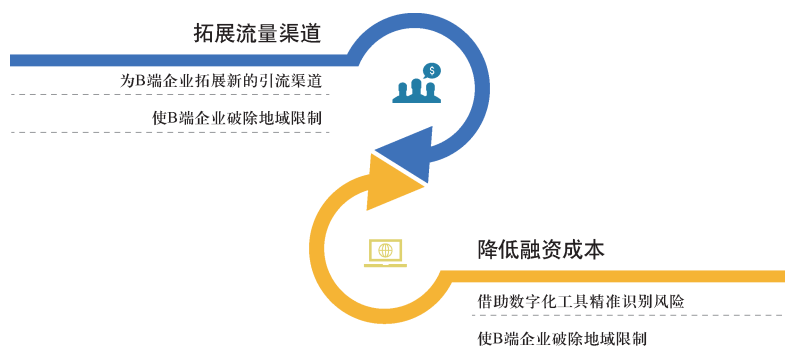 拓展流量渠道
为B端企业拓展新的引流渠道
使B端企业破除地域限制
$
降低融资成本
借助数字化工具精准识别风险
使B端企业破除地域限制